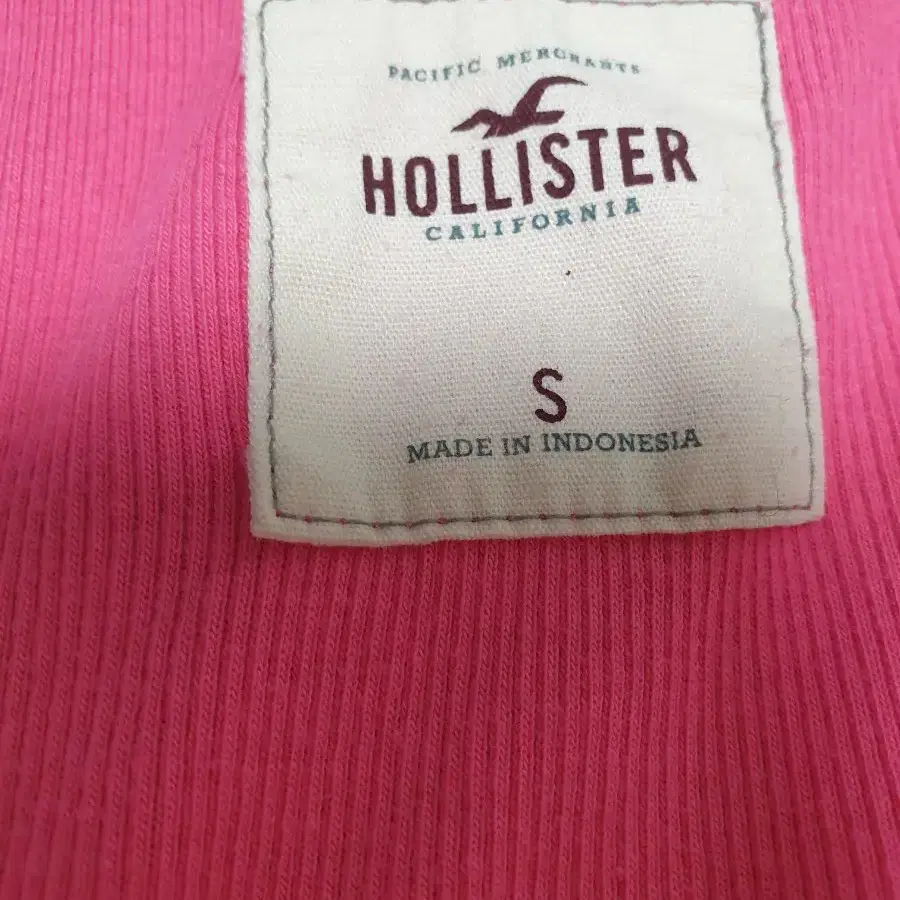 PACIFIC MERCHANTS
HOLLISTER
CALIFORNIA
S
MADE IN INDONESIA